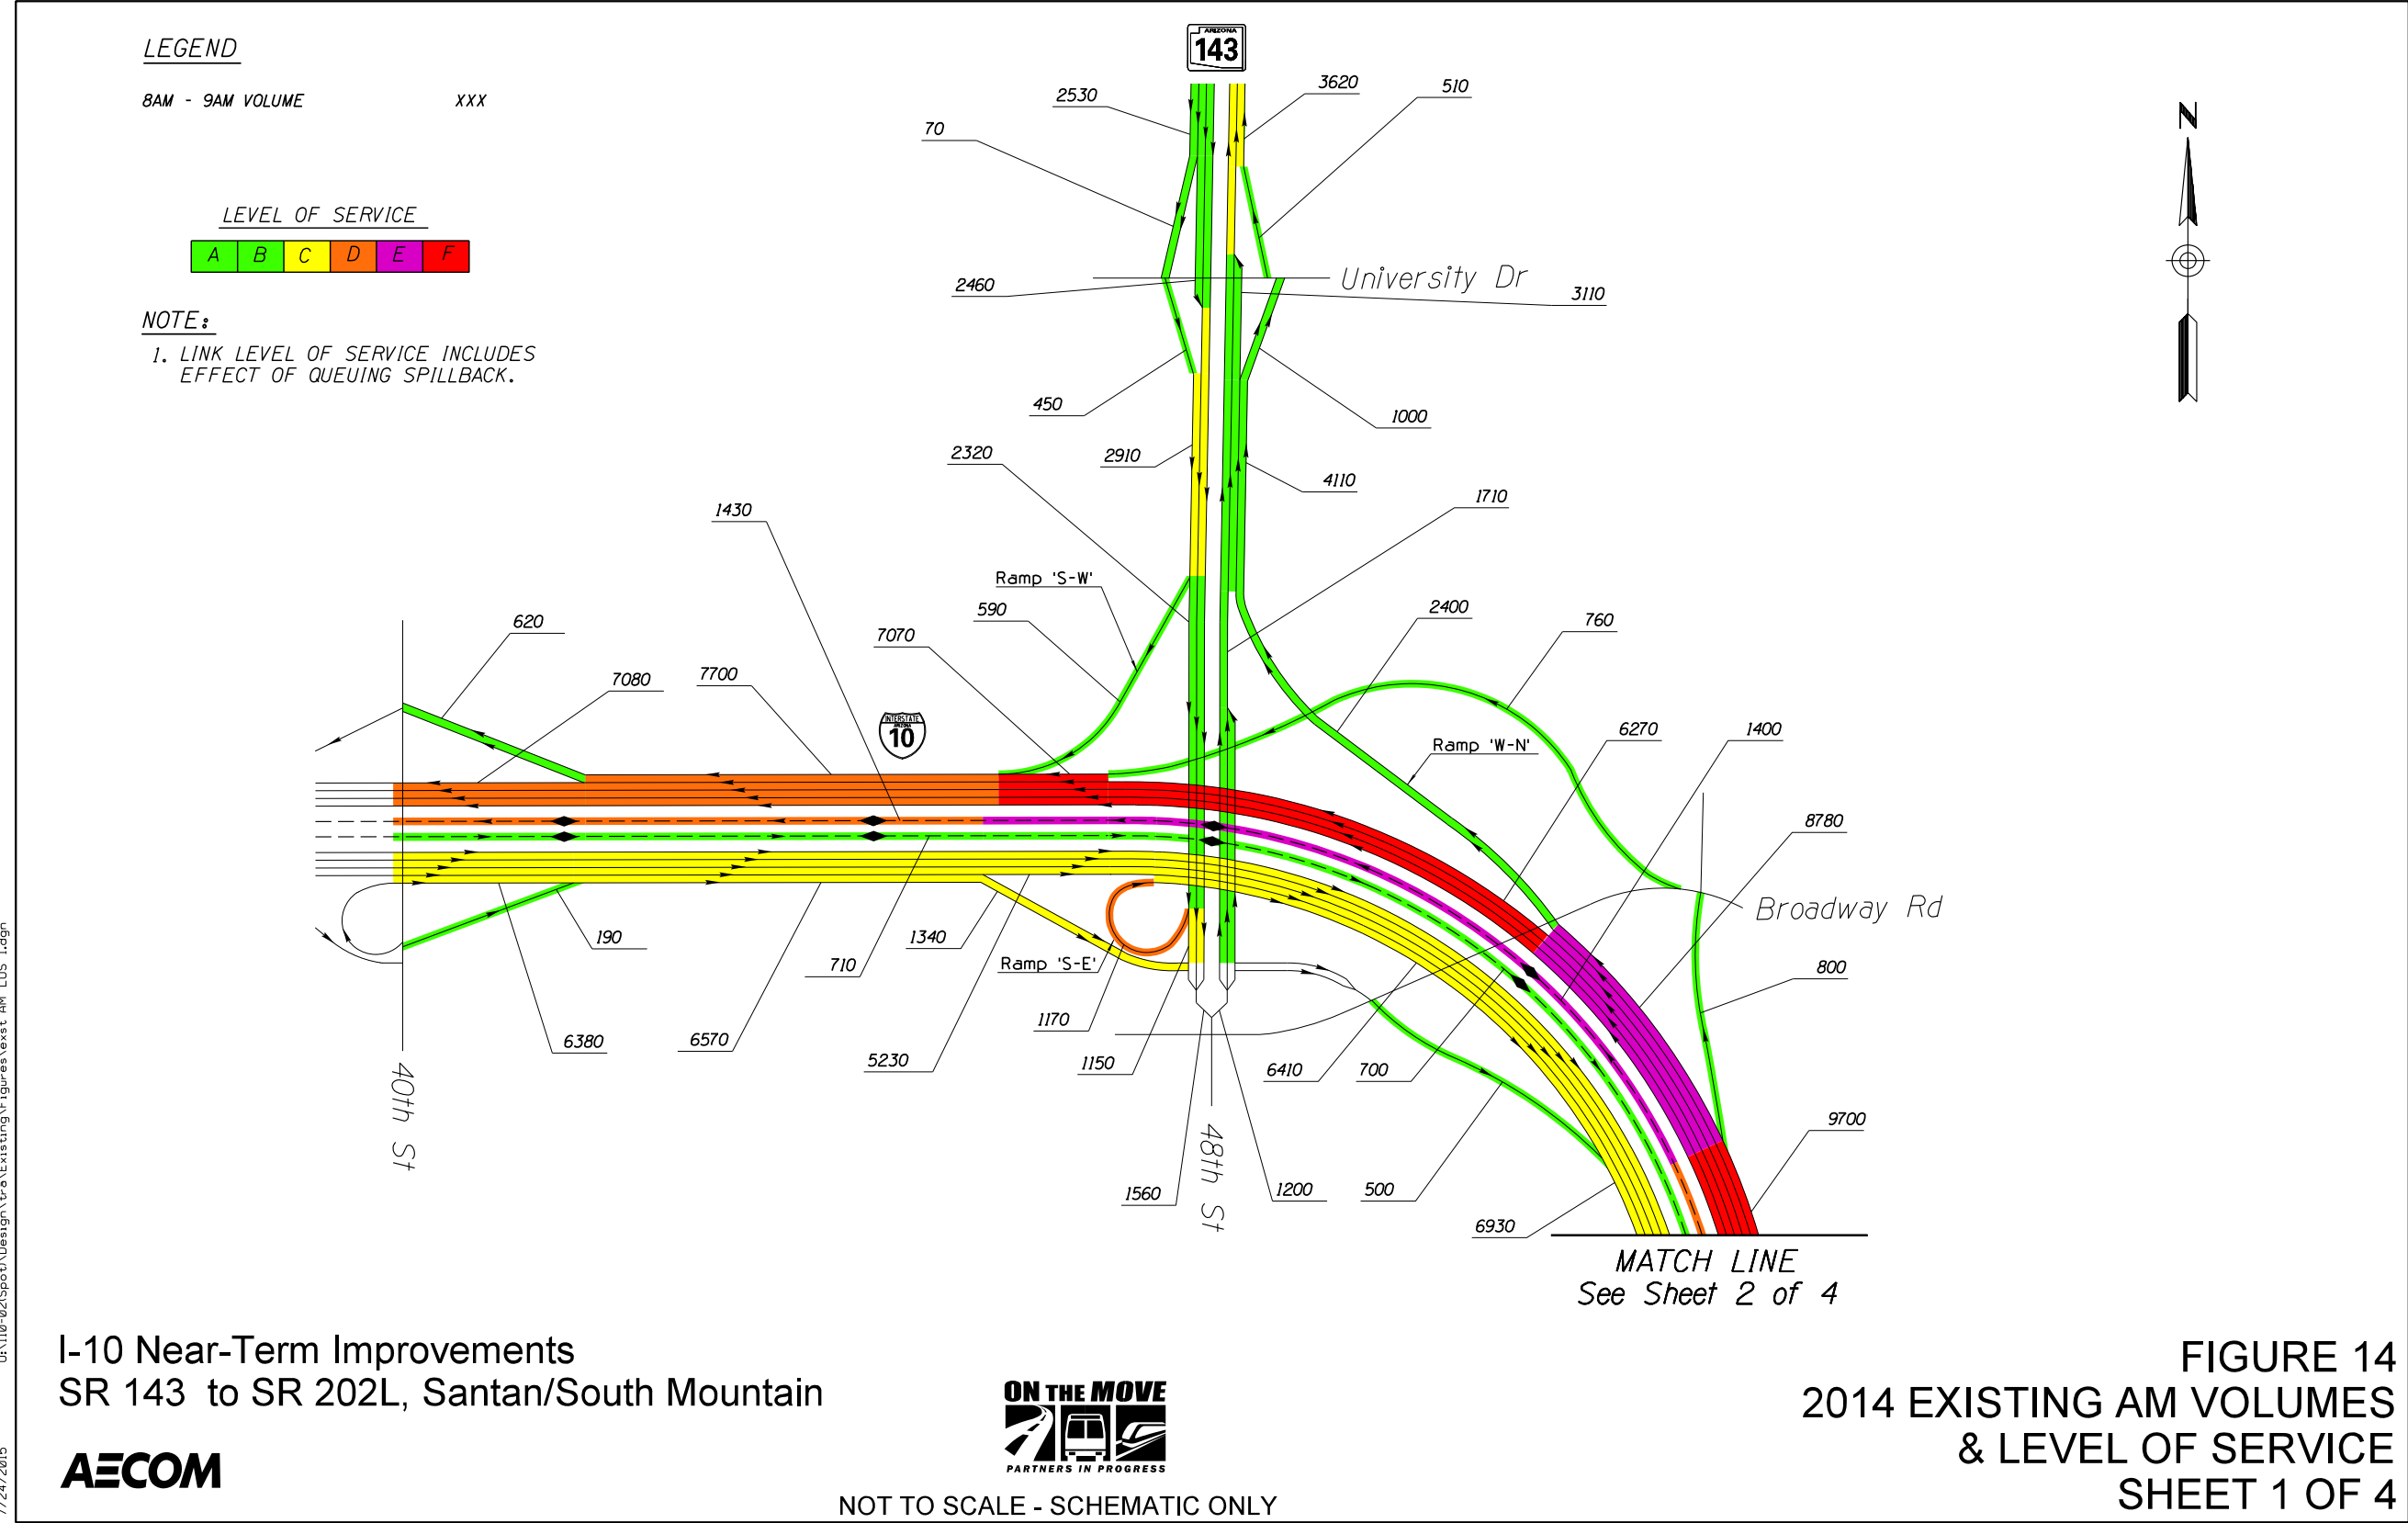 LEGEND
8AM - 9AM VOLUME XXX
LEVEL OF SERVICE
A B C D E F
NOTE:
1. LINK LEVEL OF SERVICE INCLUDES
EFFECT OF QUEUING SPILLBACK.
ARIZONA
143
2530
3620
510
70
N
University Dr
2460
3110
450
1000
2910
2320
4110
1710
1430
Ramp 'S-W'
590
2400
760
620
7070
7080
7700
INTERSTATE
ARIZONA
10
6270
1400
Ramp 'W-N'
8780
Broadway Rd
190
1340
710
Ramp 'S-E'
800
1170
6380
6570
5230
1150
6410
700
40th St
9700
48th St
1560
1200
500
6930
MATCH LINE
See Sheet 2 of 4
I-10 Near-Term Improvements
SR 143 to SR 202L, Santan/South Mountain
AECOM
ON THE MOVE
PARTNERS IN PROGRESS
NOT TO SCALE - SCHEMATIC ONLY
FIGURE 14
2014 EXISTING AM VOLUMES
& LEVEL OF SERVICE
SHEET 1 OF 4
7/24/2015